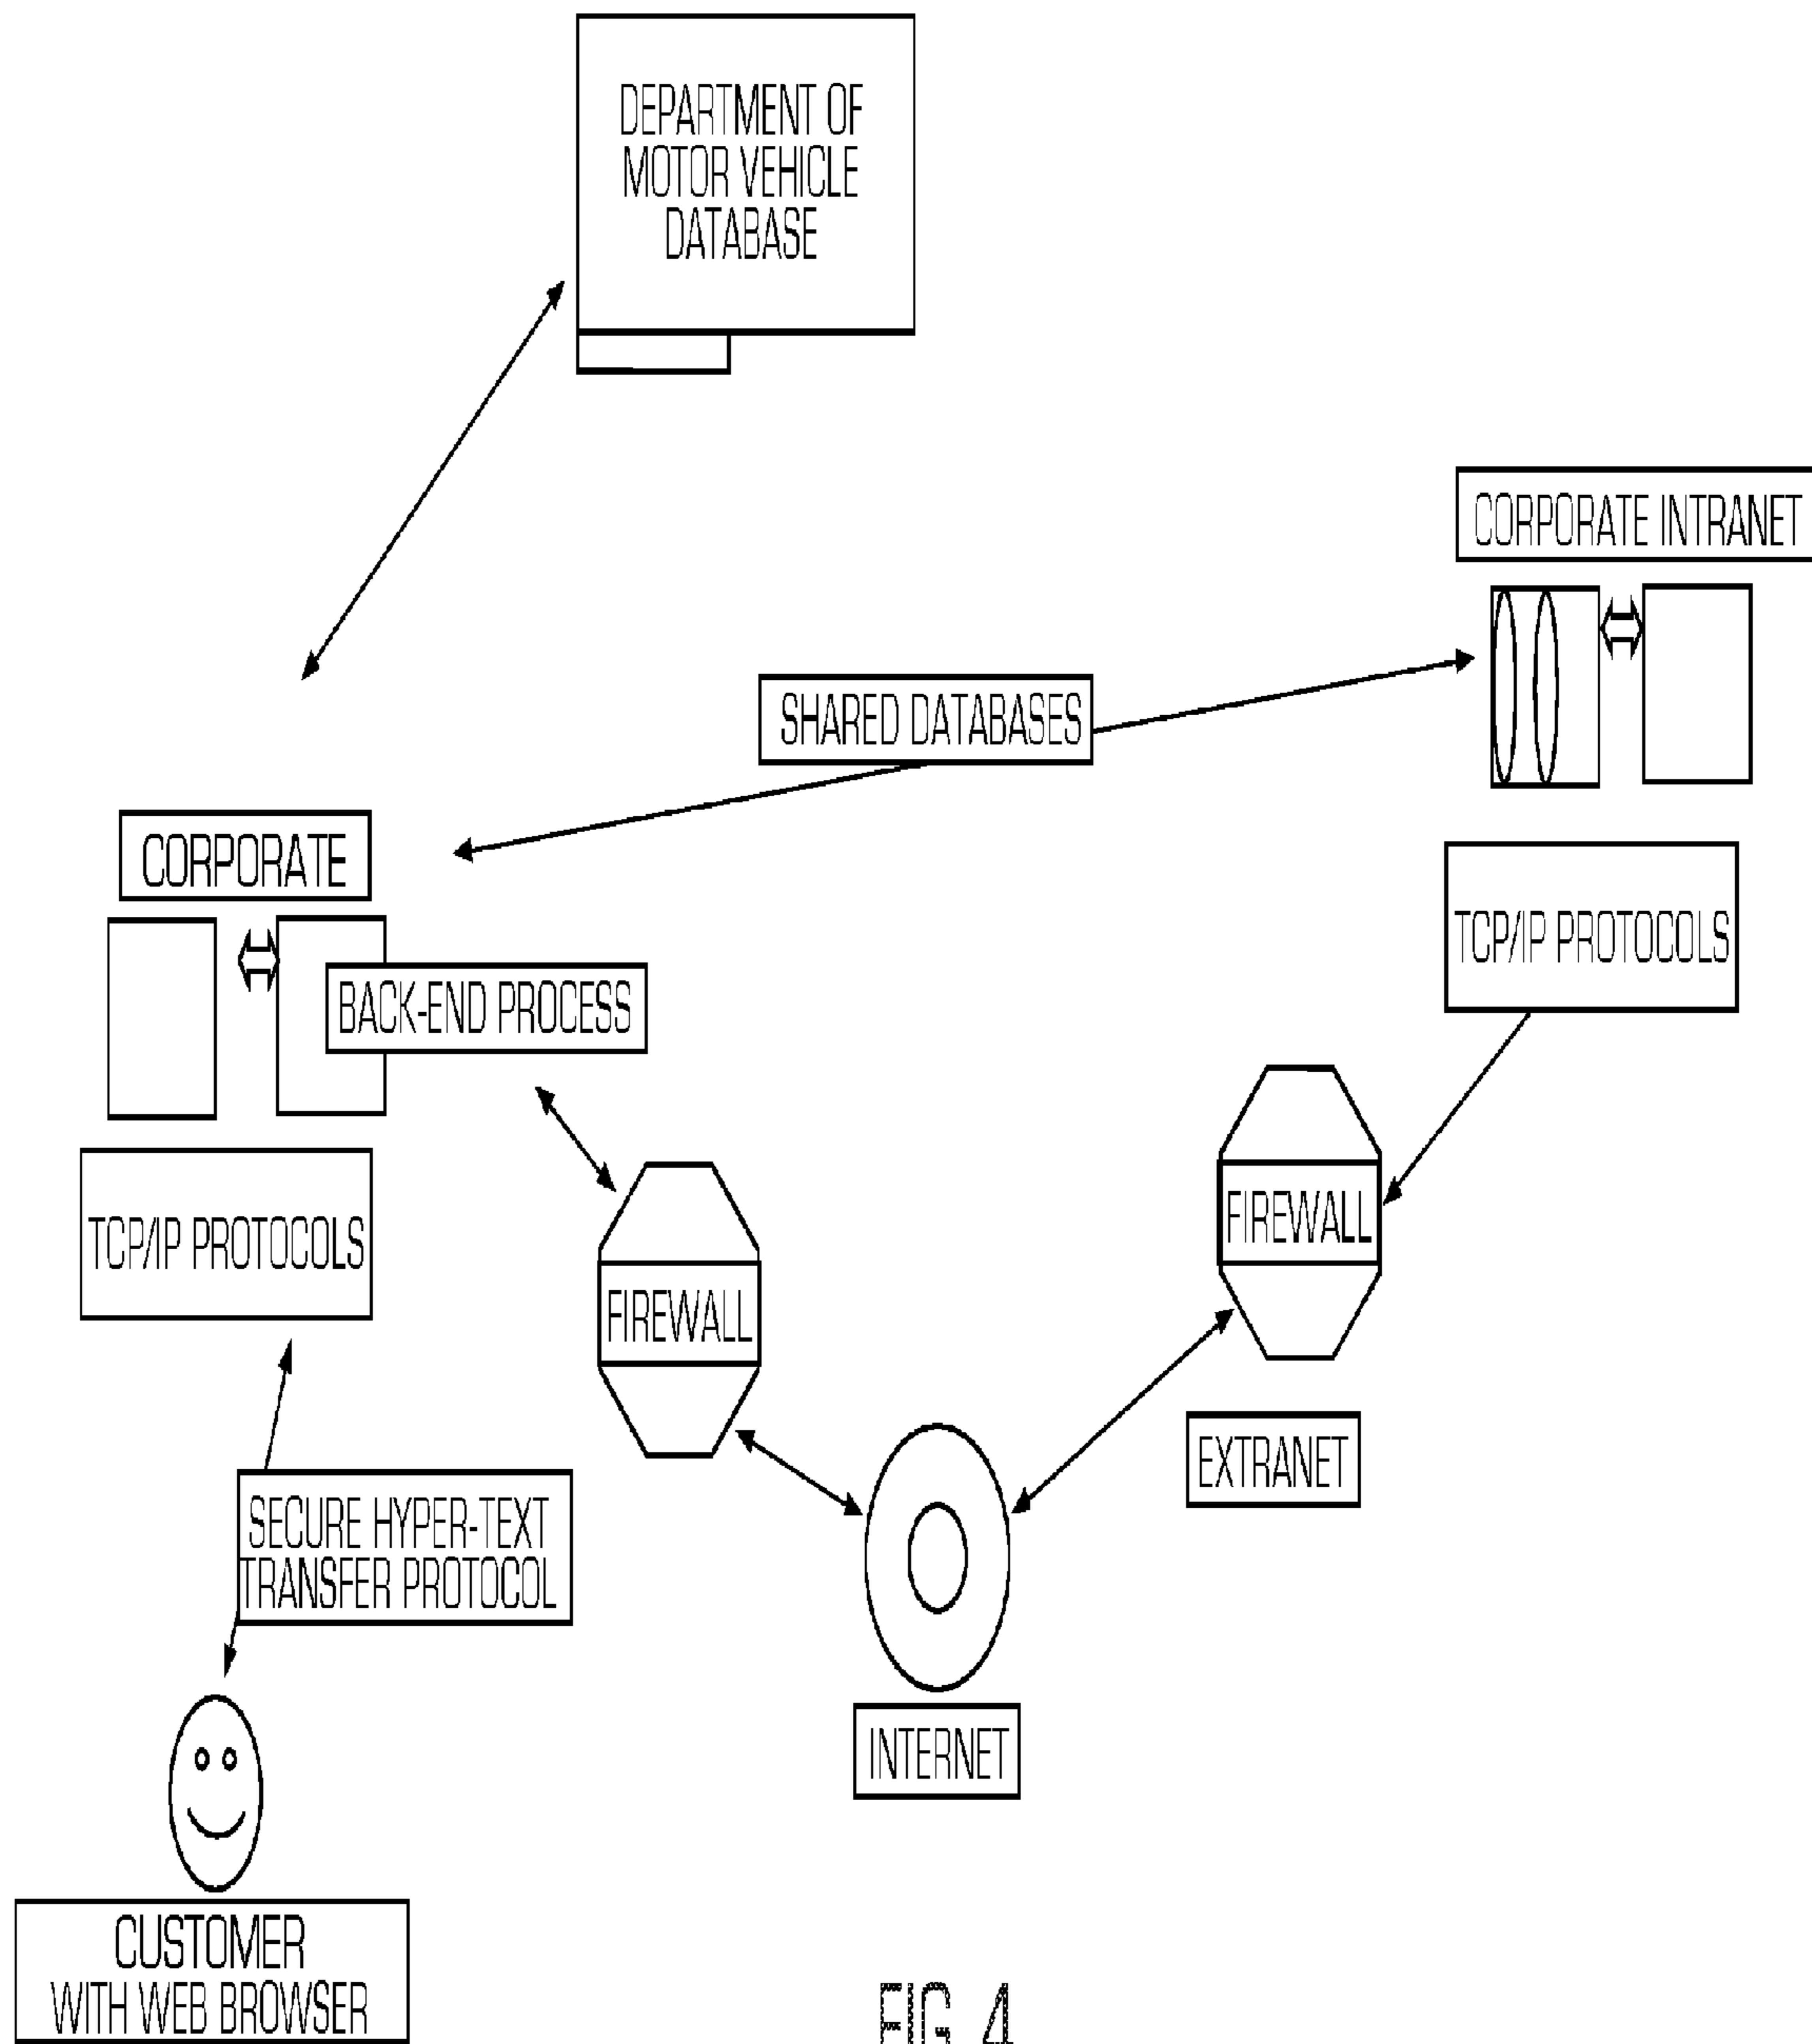 DEPARTMENT OF
MOTOR VEHICLE
DATABASE
CORPORATE INTRANET
SHARED DATABASES
CORPORATE
TCP/IP PROTOCOLS
BACK-END PROCESS
FIREWALL
TCP/IP PROTOCOLS
FIREWALL
EXTRANET
SECURE HYPER-TEXT
TRANSFER PROTOCOL
INTERNET
CUSTOMER
WITH WEB BROWSER
FIG. 4